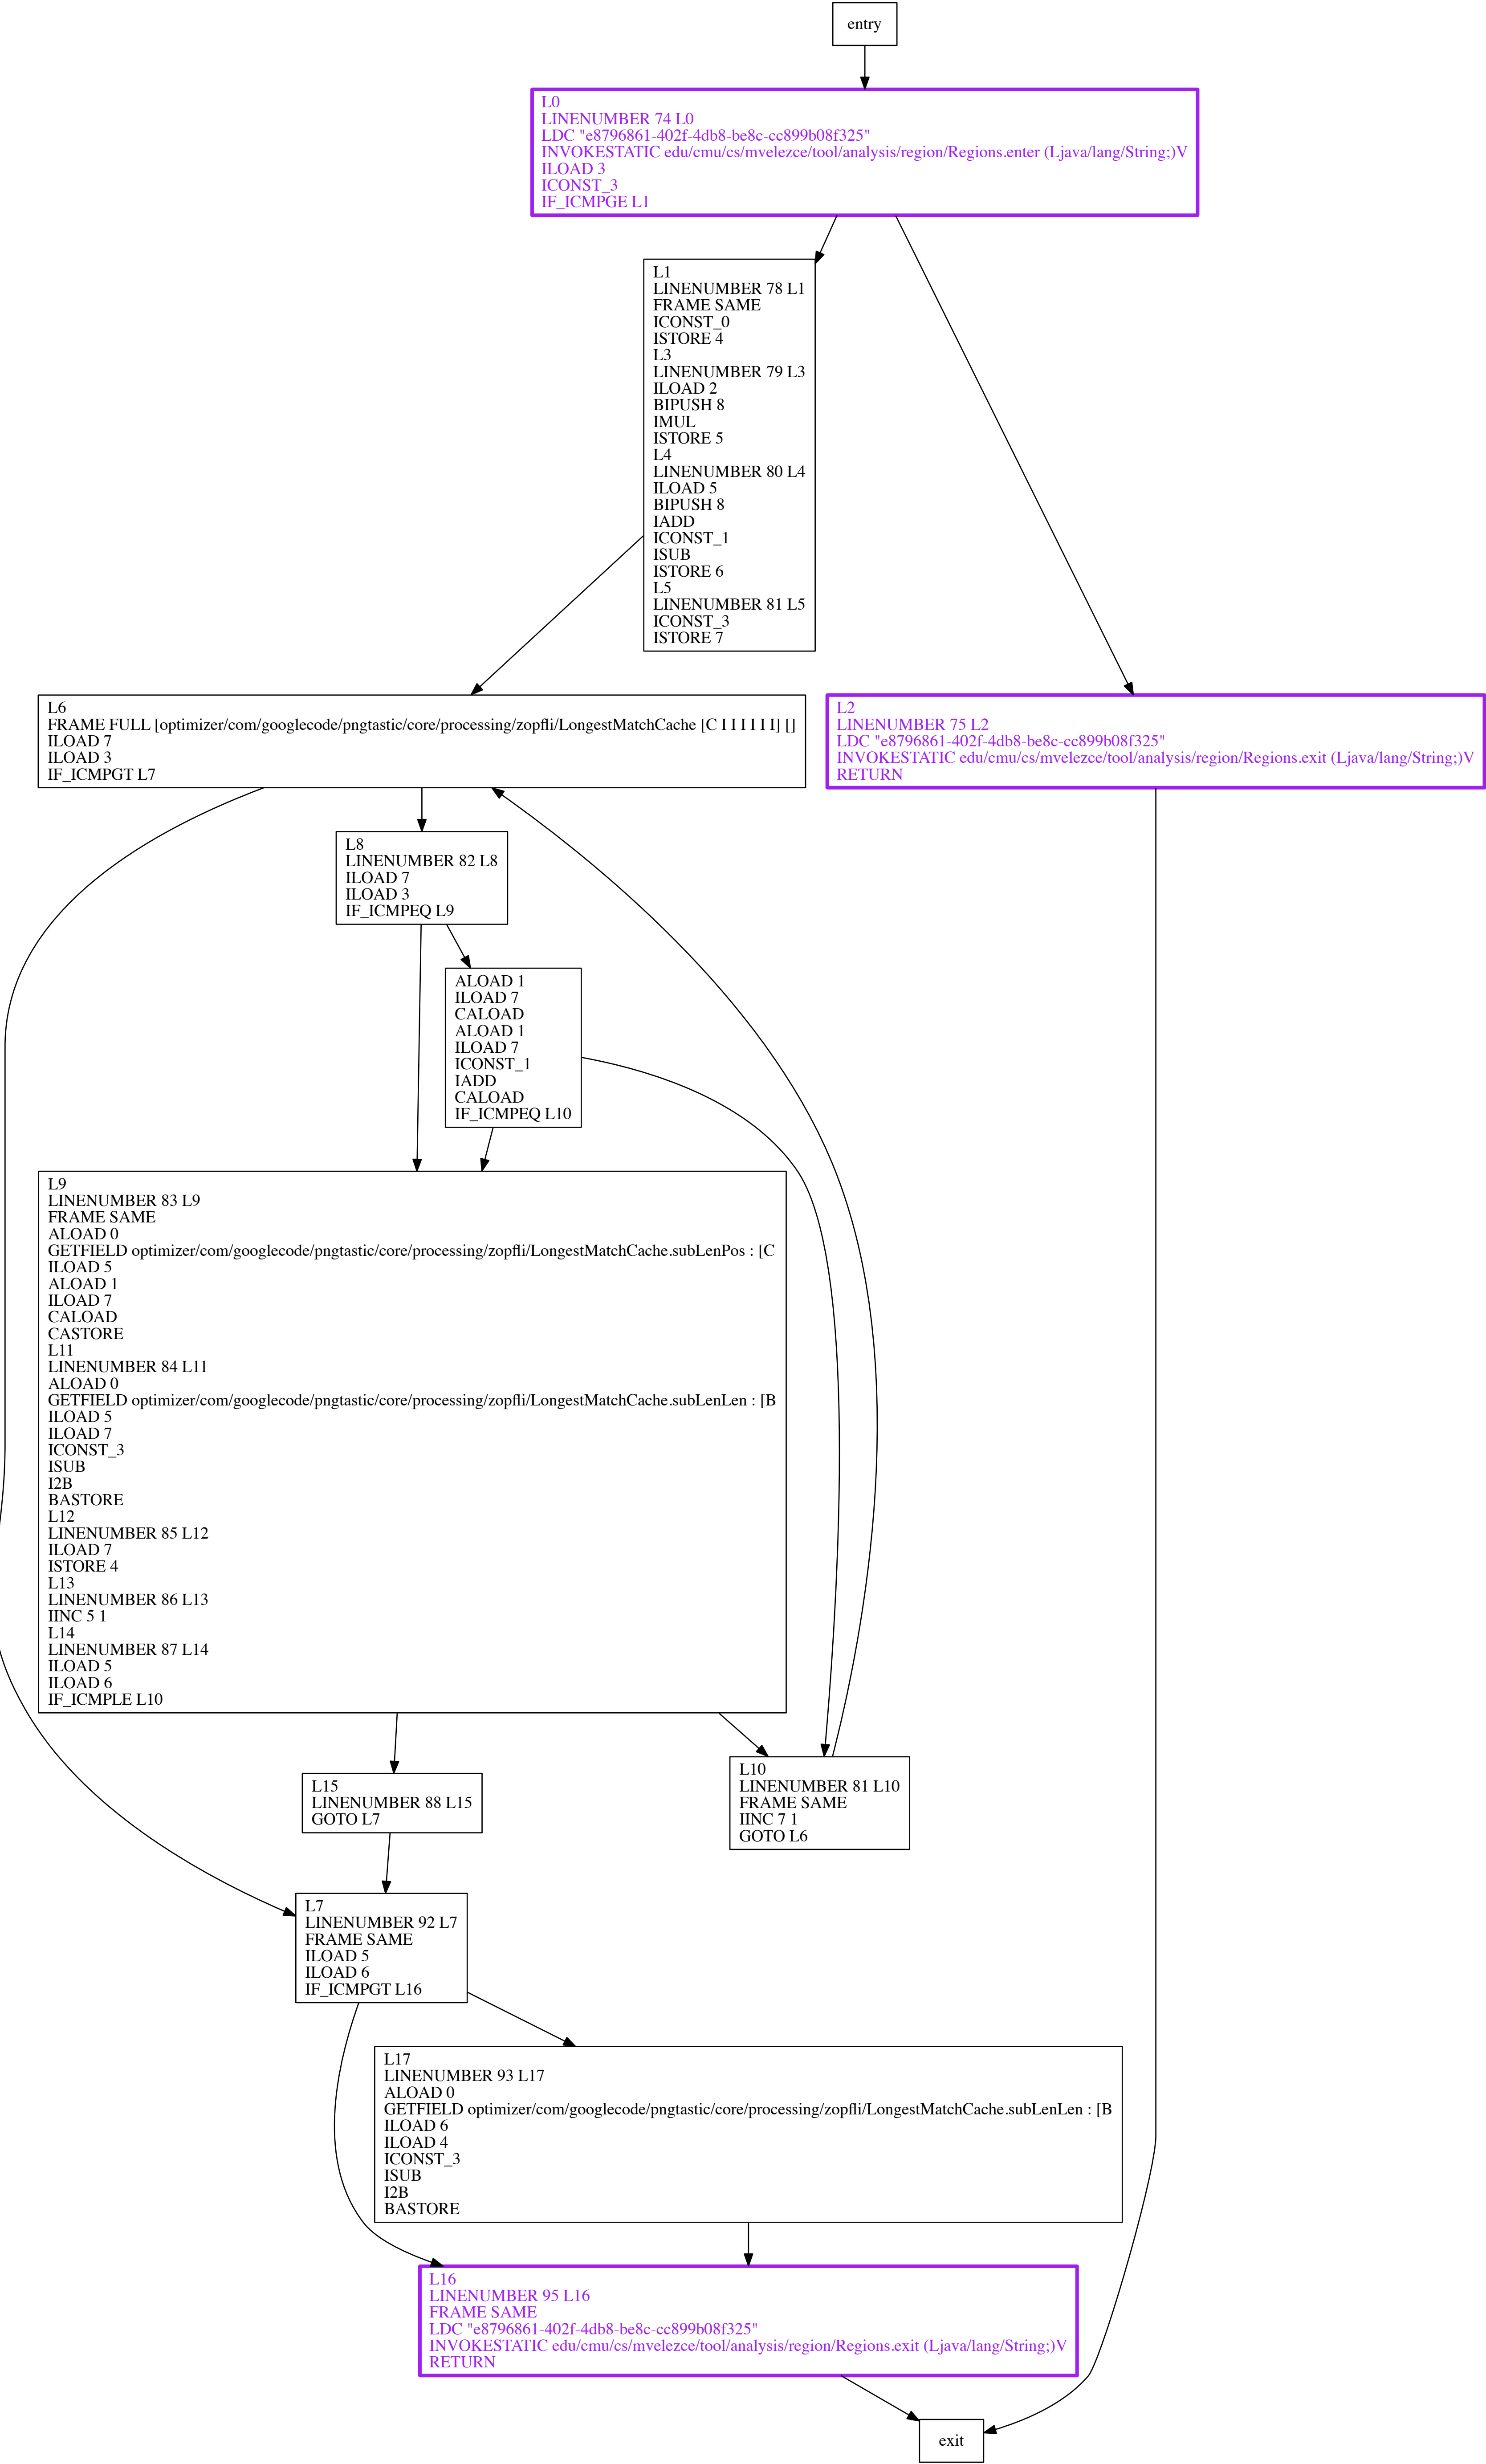 entry
L0
LINENUMBER 74 L0
LDC "e8796861-402f-4db8-be8c-cc899b08f325"
INVOKESTATIC edu/cmu/cs/mvelezce/tool/analysis/region/Regions.enter (Ljava/lang/String;)V
ILOAD 3
ICONST_3
IF_ICMPGE L1
L1
LINENUMBER 78 L1
FRAME SAME
ICONST_0
ISTORE 4
L3
LINENUMBER 79 L3
ILOAD 2
BIPUSH 8
IMUL
ISTORE 5
L4
LINENUMBER 80 L4
ILOAD 5
BIPUSH 8
IADD
ICONST_1
ISUB
ISTORE 6
L5
LINENUMBER 81 L5
ICONST_3
ISTORE 7
L6
FRAME FULL [optimizer/com/googlecode/pngtastic/core/processing/zopfli/LongestMatchCache [C I I I I I I] []
ILOAD 7
ILOAD 3
IF_ICMPGT L7
L2
LINENUMBER 75 L2
LDC "e8796861-402f-4db8-be8c-cc899b08f325"
INVOKESTATIC edu/cmu/cs/mvelezce/tool/analysis/region/Regions.exit (Ljava/lang/String;)V
RETURN
L8
LINENUMBER 82 L8
ILOAD 7
ILOAD 3
IF_ICMPEQ L9
ALOAD 1
ILOAD 7
CALOAD
ALOAD 1
ILOAD 7
ICONST_1
IADD
CALOAD
IF_ICMPEQ L10
L9
LINENUMBER 83 L9
FRAME SAME
ALOAD 0
GETFIELD optimizer/com/googlecode/pngtastic/core/processing/zopfli/LongestMatchCache.subLenPos : [C
ILOAD 5
ALOAD 1
ILOAD 7
CALOAD
CASTORE
L11
LINENUMBER 84 L11
ALOAD 0
GETFIELD optimizer/com/googlecode/pngtastic/core/processing/zopfli/LongestMatchCache.subLenLen : [B
ILOAD 5
ILOAD 7
ICONST_3
ISUB
I2B
BASTORE
L12
LINENUMBER 85 L12
ILOAD 7
ISTORE 4
L13
LINENUMBER 86 L13
IINC 5 1
L14
LINENUMBER 87 L14
ILOAD 5
ILOAD 6
IF_ICMPLE L10
L15
LINENUMBER 88 L15
GOTO L7
L10
LINENUMBER 81 L10
FRAME SAME
IINC 7 1
GOTO L6
L7
LINENUMBER 92 L7
FRAME SAME
ILOAD 5
ILOAD 6
IF_ICMPGT L16
L17
LINENUMBER 93 L17
ALOAD 0
GETFIELD optimizer/com/googlecode/pngtastic/core/processing/zopfli/LongestMatchCache.subLenLen : [B
ILOAD 6
ILOAD 4
ICONST_3
ISUB
I2B
BASTORE
L16
LINENUMBER 95 L16
FRAME SAME
LDC "e8796861-402f-4db8-be8c-cc899b08f325"
INVOKESTATIC edu/cmu/cs/mvelezce/tool/analysis/region/Regions.exit (Ljava/lang/String;)V
RETURN
exit